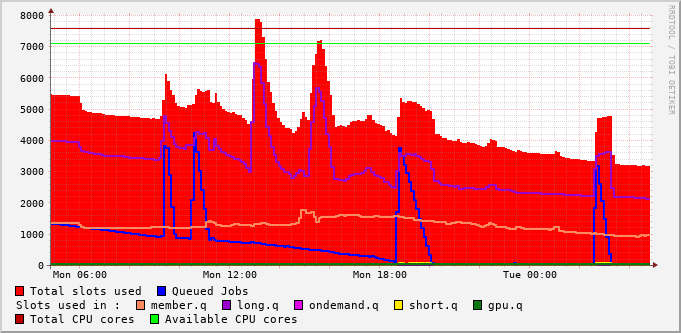 8000
7000
6000
5000
4000
3000
2000
1000
0
Mon 06:00 Mon 12:00 Mon 18:00 Tue 00:00
RRDTOOL / TOBI OETIKER
Total slots used Queued Jobs
Slots used in : member.q long.q ondemand.q short.q gpu.q
Total CPU cores Available CPU cores